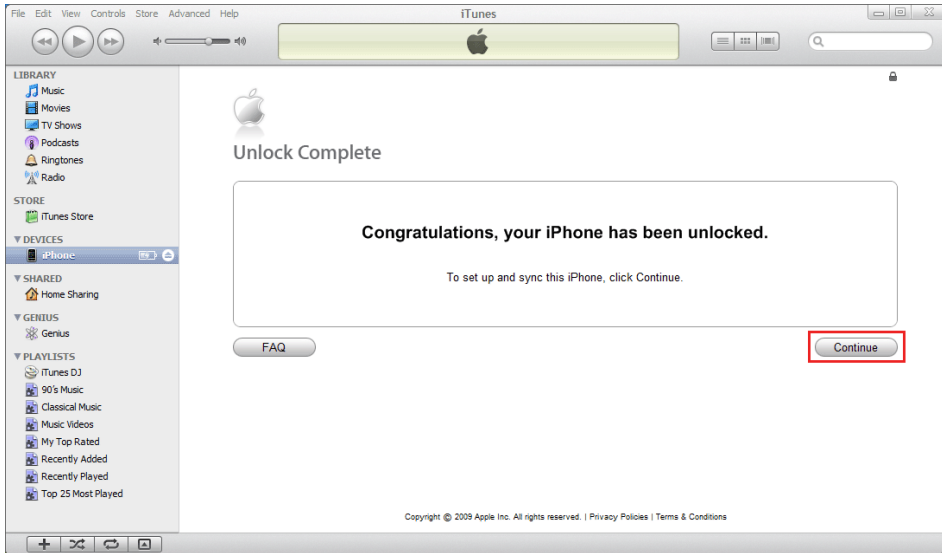 File Edit View Controls Store Advanced Help
iTunes
LIBRARY
Music
Movies
TV Shows
Podcasts
Ringtones
Radio
STORE
iTunes Store
DEVICES
iPhone
SHARED
Home Sharing
GENIUS
Genius
PLAYLISTS
iTunes DJ
90's Music
Classical Music
Music Videos
My Top Rated
Recently Added
Recently Played
Top 25 Most Played
Unlock Complete
Congratulations, your iPhone has been unlocked.
To set up and sync this iPhone, click Continue.
FAQ
Continue
Copyright © 2009 Apple Inc. All rights reserved. | Privacy Policies | Terms & Conditions